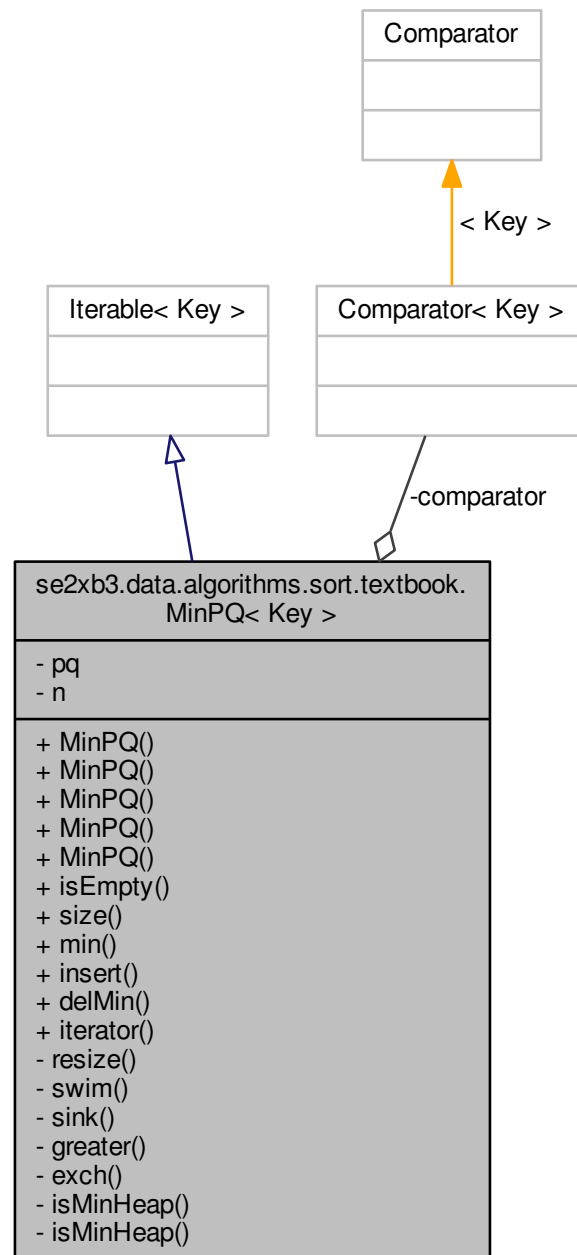 Comparator
< Key >
Iterable< Key >
Comparator< Key >
-comparator
se2xb3.data.algorithms.sort.textbook.
MinPQ< Key >
- pq
- n
+ MinPQ()
+ MinPQ()
+ MinPQ()
+ MinPQ()
+ MinPQ()
+ isEmpty()
+ size()
+ min()
+ insert()
+ delMin()
+ iterator()
- resize()
- swim()
- sink()
- greater()
- exch()
- isMinHeap()
- isMinHeap()